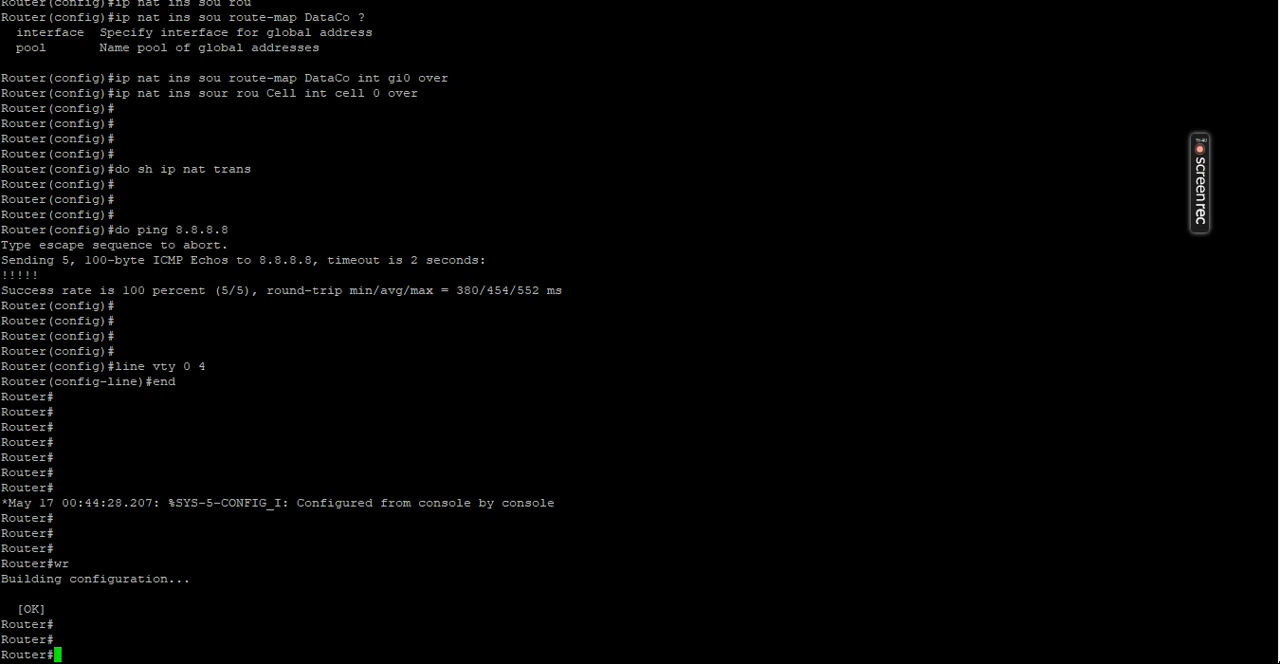 Router(config)#ip nat ins sou rou
Router(config)#ip nat ins sou route-map DataCo ?
  interface  Specify interface for global address
  pool       Name pool of global addresses

Router(config)#ip nat ins sou route-map DataCo int gi0 over
Router(config)#ip nat ins sour rou Cell int cell 0 over
Router(config)#
Router(config)#
Router(config)#
Router(config)#
Router(config)#do sh ip nat trans
Router(config)#
Router(config)#
Router(config)#
Router(config)#do ping 8.8.8.8
Type escape sequence to abort.
Sending 5, 100-byte ICMP Echos to 8.8.8.8, timeout is 2 seconds:
!!!!!
Success rate is 100 percent (5/5), round-trip min/avg/max = 380/454/552 ms
Router(config)#
Router(config)#
Router(config)#
Router(config)#
Router(config)#line vty 0 4
Router(config-line)#end
Router#
Router#
Router#
Router#
Router#
Router#
Router#
*May 17 00:44:28.207: %SYS-5-CONFIG_I: Configured from console by console
Router#
Router#
Router#
Router#wr
Building configuration...

  [OK]
Router#
Router#
Router#
screenrec